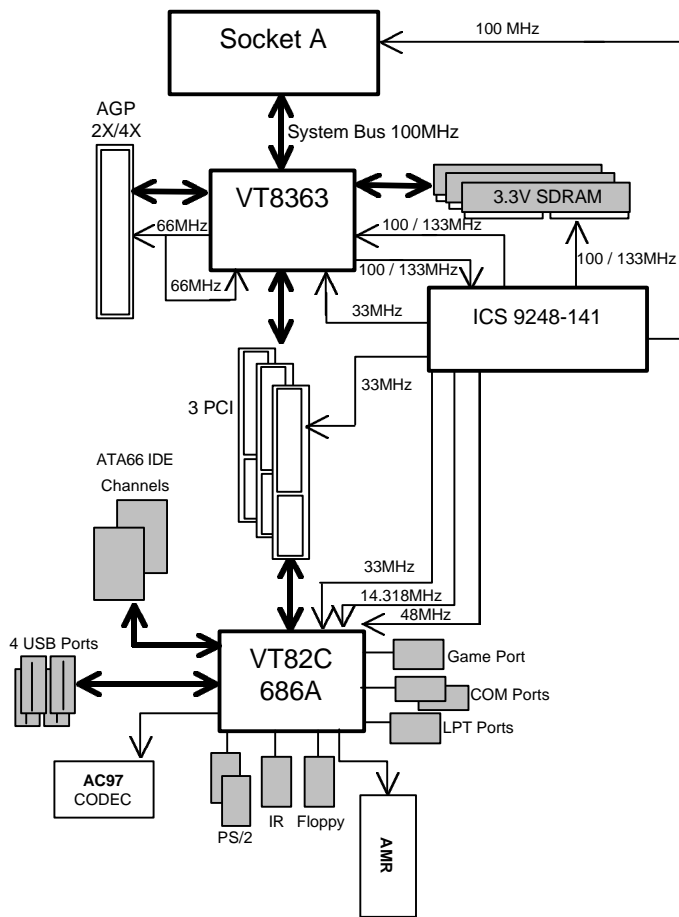 Socket A
100 MHz
AGP
2X/4X
System Bus 100MHz
VT8363
3.3V SDRAM
66MHz
100 / 133MHz
100 / 133MHz
100 / 133MHz
66MHz
33MHz
ICS 9248-141
33MHz
3 PCI
ATA66 IDE
Channels
33MHz
14.318MHz
48MHz
4 USB Ports
VT82C
686A
Game Port
COM Ports
LPT Ports
AC97
CODEC
PS/2
IR
Floppy
AMR